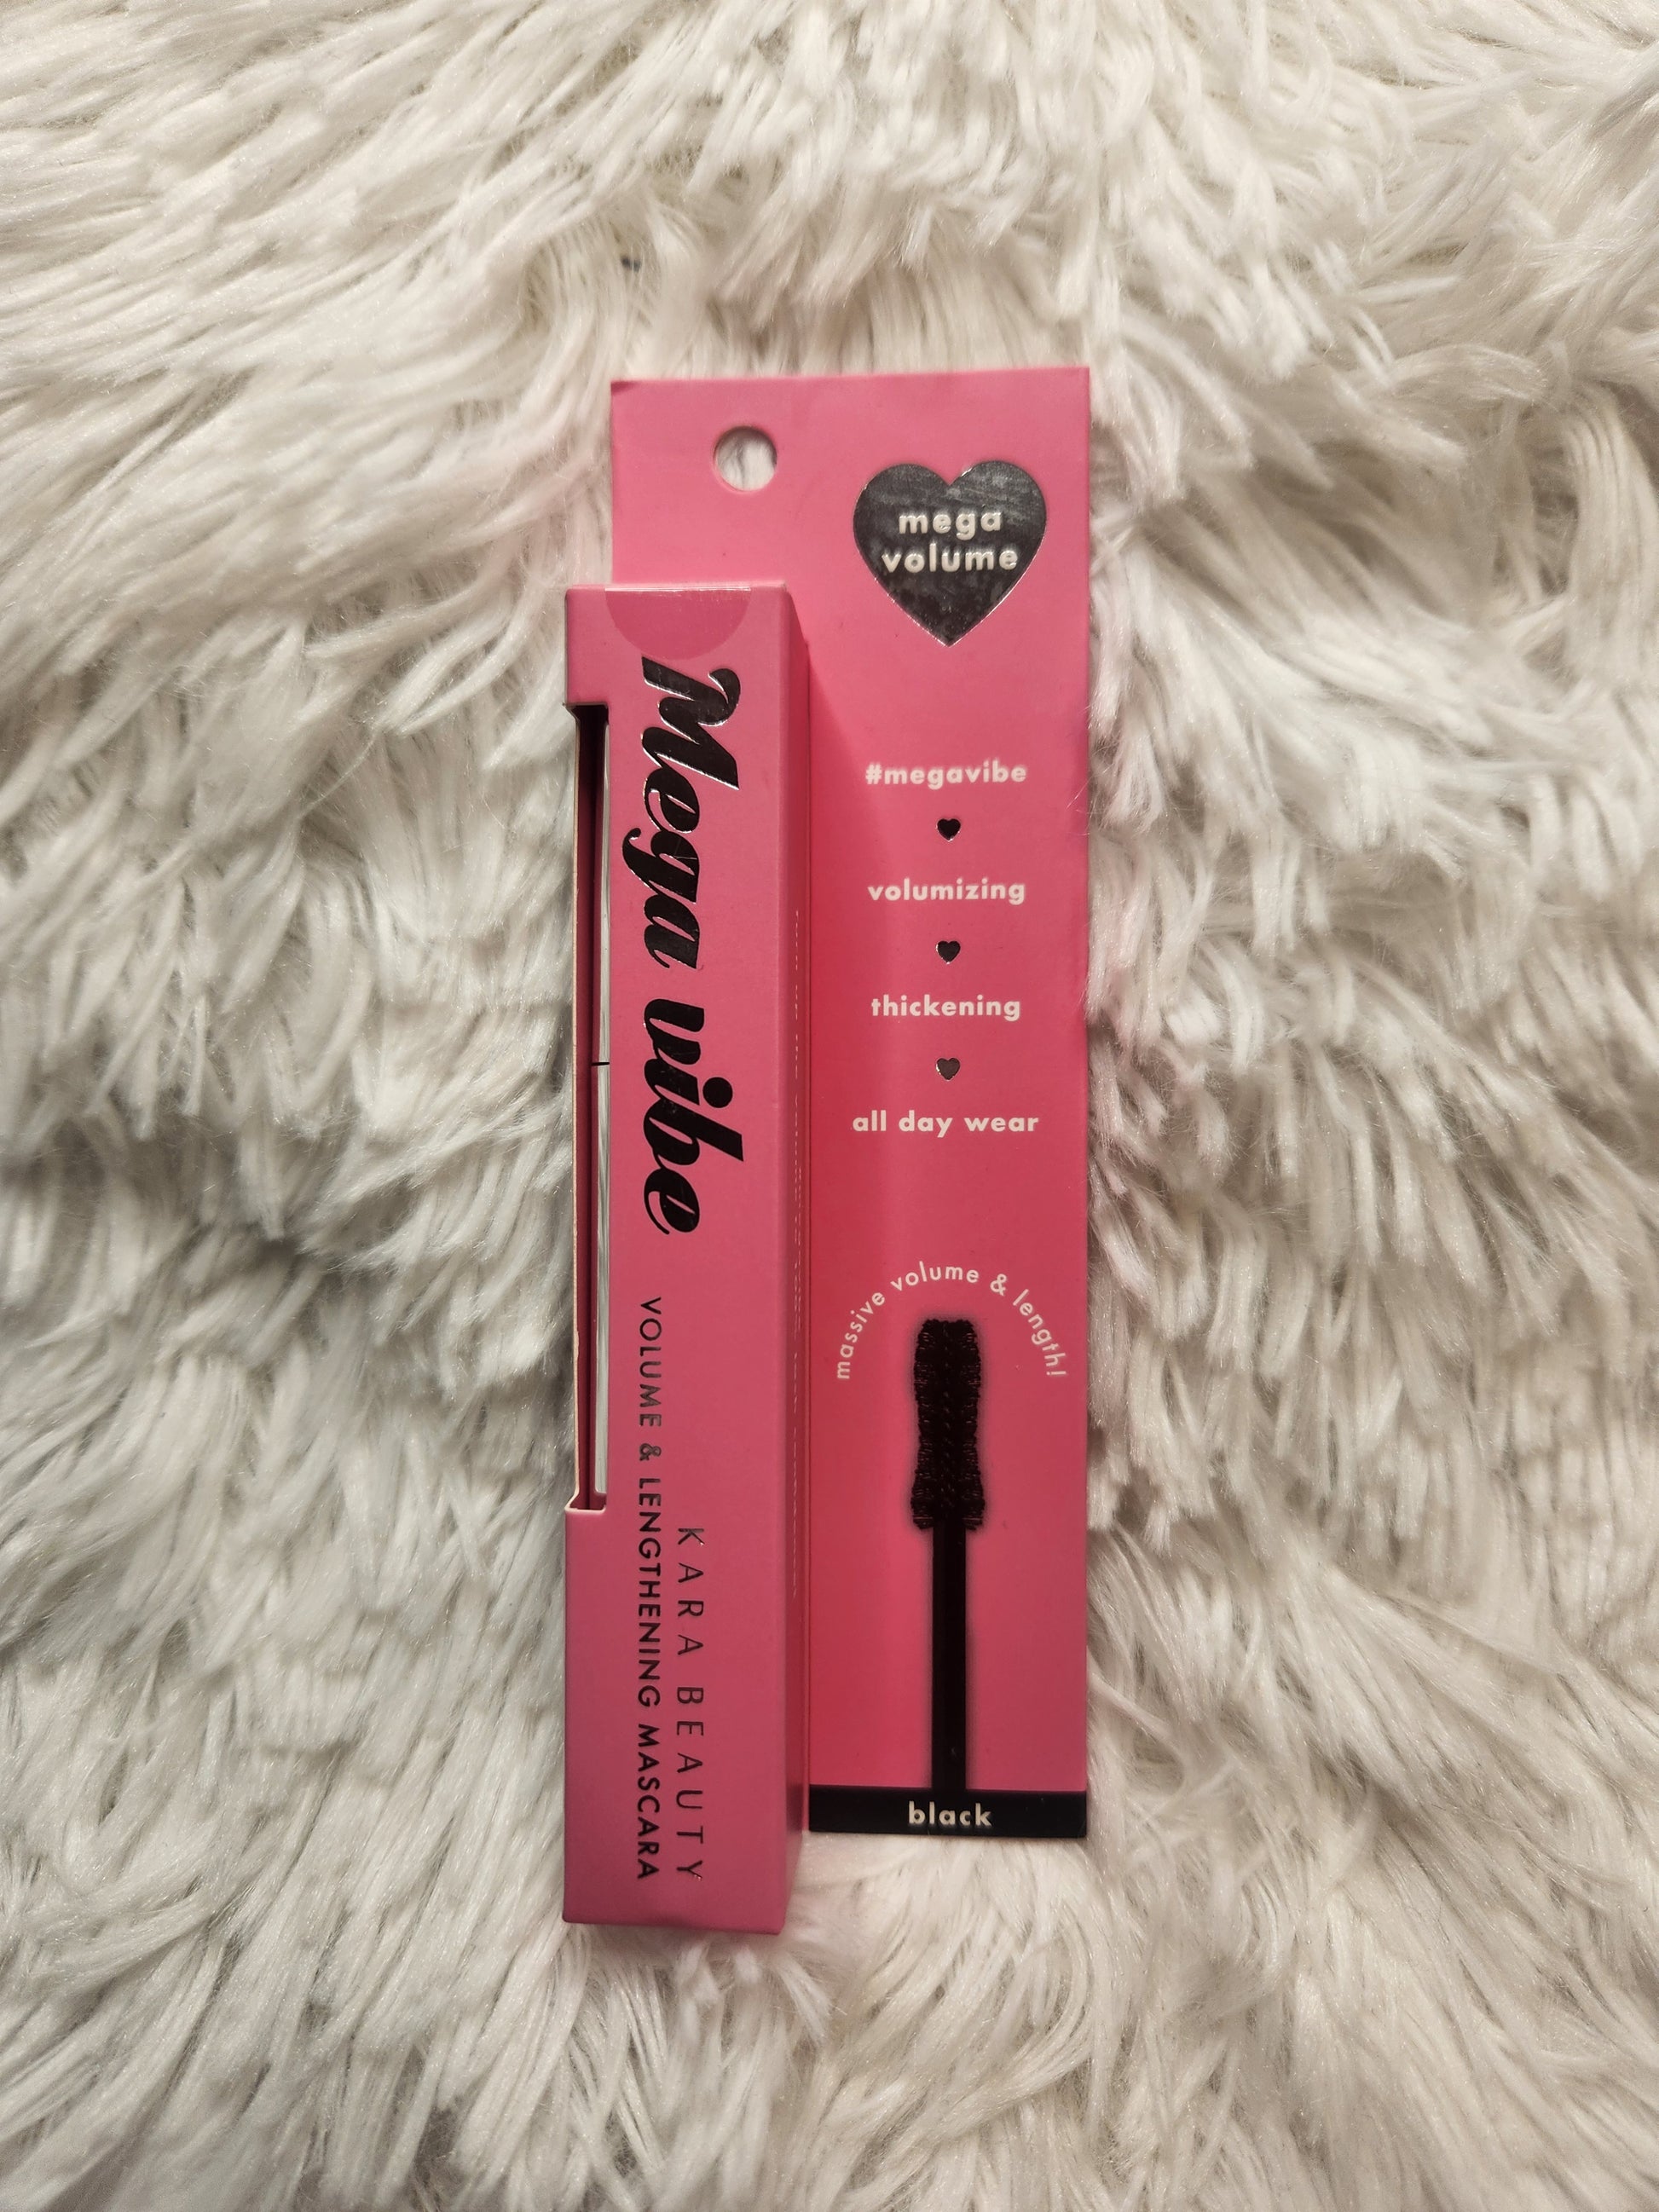 mega
volume
#megavibe
volumizing
thickening
all day wear
massive volume & length!
black
Mega vibe
KARA BEAUTY
VOLUME & LENGTHENING MASCARA